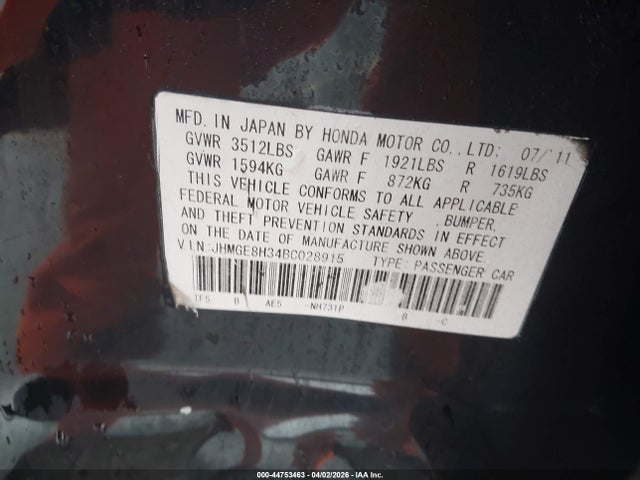 MFD. IN JAPAN BY HONDA MOTOR CO.,LTD: 07/'11
GVWR 3512LBS GAWR F 1921LBS R 1619LBS
GVWR 1594KG GAWR F 872KG R 735KG
THIS VEHICLE CONFORMS TO ALL APPLICABLE
FEDERAL MOTOR VEHICLE SAFETY ,BUMPER,
AND THEFT PREVENTION STANDARDS IN EFFECT
ON THE DATE OF MANUFACTURE SHOWN ABOVE.
VIN:JHMGE8H34BC028915 TYPE: PASSENGER CAR
TF5 B AE5 -NH731P -B -C
000-44753463 - 04/02/2026 - IAA Inc.